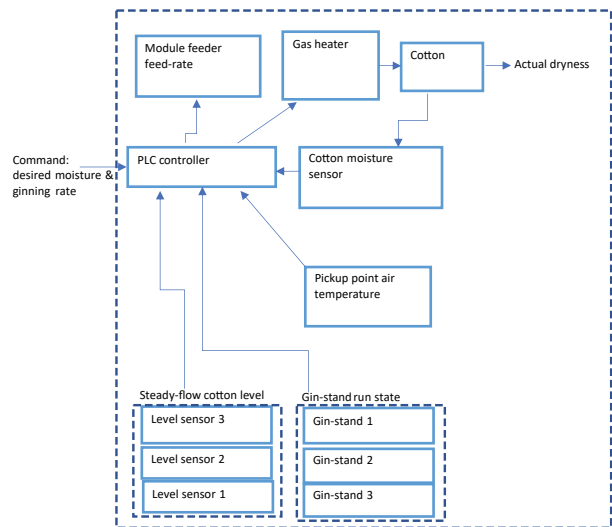 Module feeder
feed-rate
Gas heater
Cotton
Actual dryness
Command:
desired moisture &
ginning rate
PLC controller
Cotton moisture
sensor
Pickup point air
temperature
Steady-flow cotton level
Level sensor 3
Level sensor 2
Level sensor 1
Gin-stand run state
Gin-stand 1
Gin-stand 2
Gin-stand 3